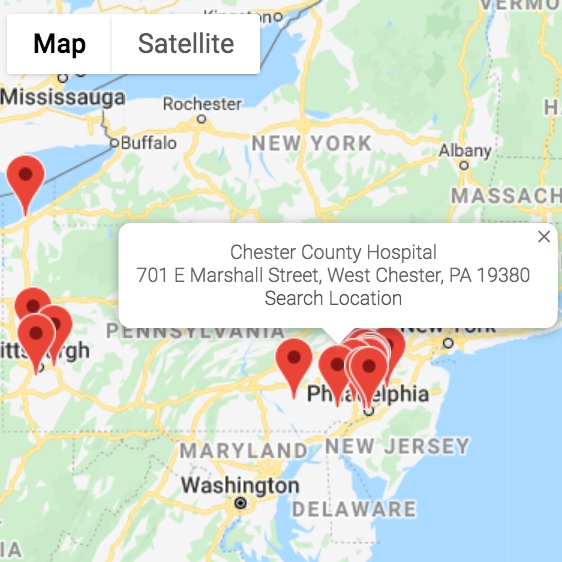 Kingston
Map
Satellite
Mississauga
Rochester
Buffalo
NEW YORK
Albany
VERMO
H
MASSACH
×
Chester County Hospital
701 E Marshall Street, West Chester, PA 19380
Search Location
PENNSYLVANIA
New York
ittsburgh
Philadelphia
MARYLAND
NEW JERSEY
Washington
DELAWARE
IA